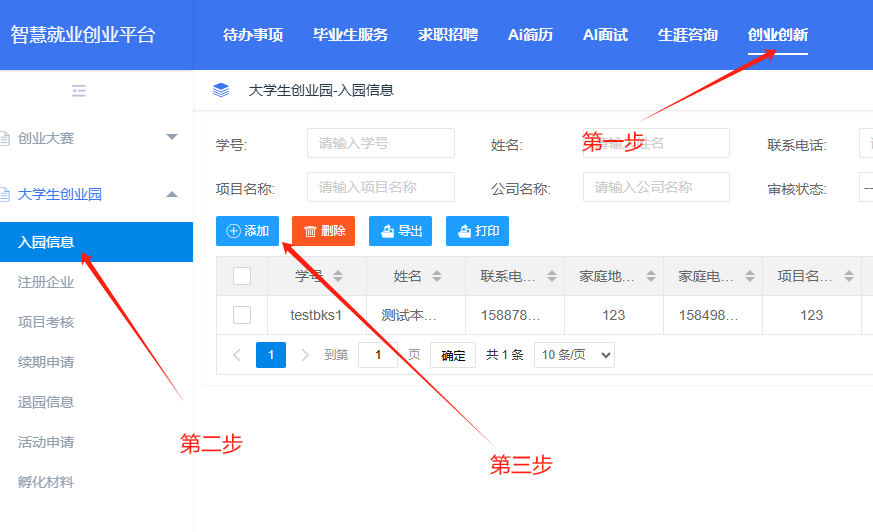 智慧就业创业平台
待办事项 毕业生服务 求职招聘 Ai简历 AI面试 生涯咨询 创业创新
大学生创业园-入园信息
创业大赛
大学生创业园
入园信息
注册企业
项目考核
续期申请
退园信息
活动申请
孵化材料
第一步
学号: 请输入学号 姓名: 请输入姓名 联系电话:
项目名称: 请输入项目名称 公司名称: 请输入公司名称 审核状态: --
添加 删除 导出 打印
学号 姓名 联系电... 家庭地... 家庭电... 项目名...
testbks1 测试本... 158878... 123 158498... 123
1 到第 1 页 确定 共 1 条 10 条/页
第二步
第三步